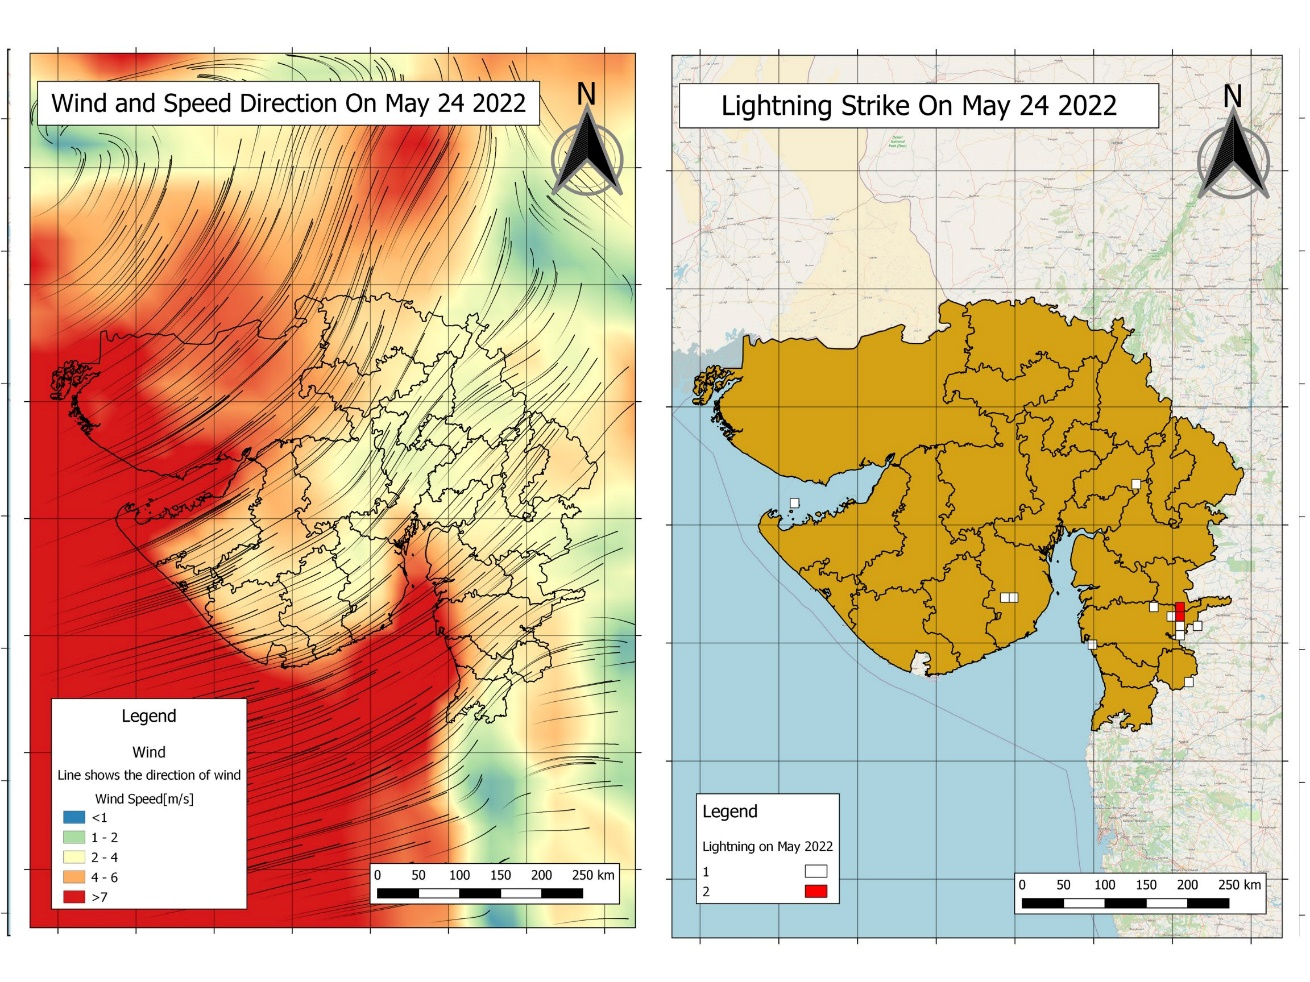 Wind and Speed Direction On May 24 2022
N
Legend
Wind
Line shows the direction of wind
Wind Speed[m/s]
<1
1 - 2
2 - 4
4 - 6
>7
0 50 100 150 200 250 km
Lightning Strike On May 24 2022
N
Legend
Lightning on May 2022
1
2
0 50 100 150 200 250 km